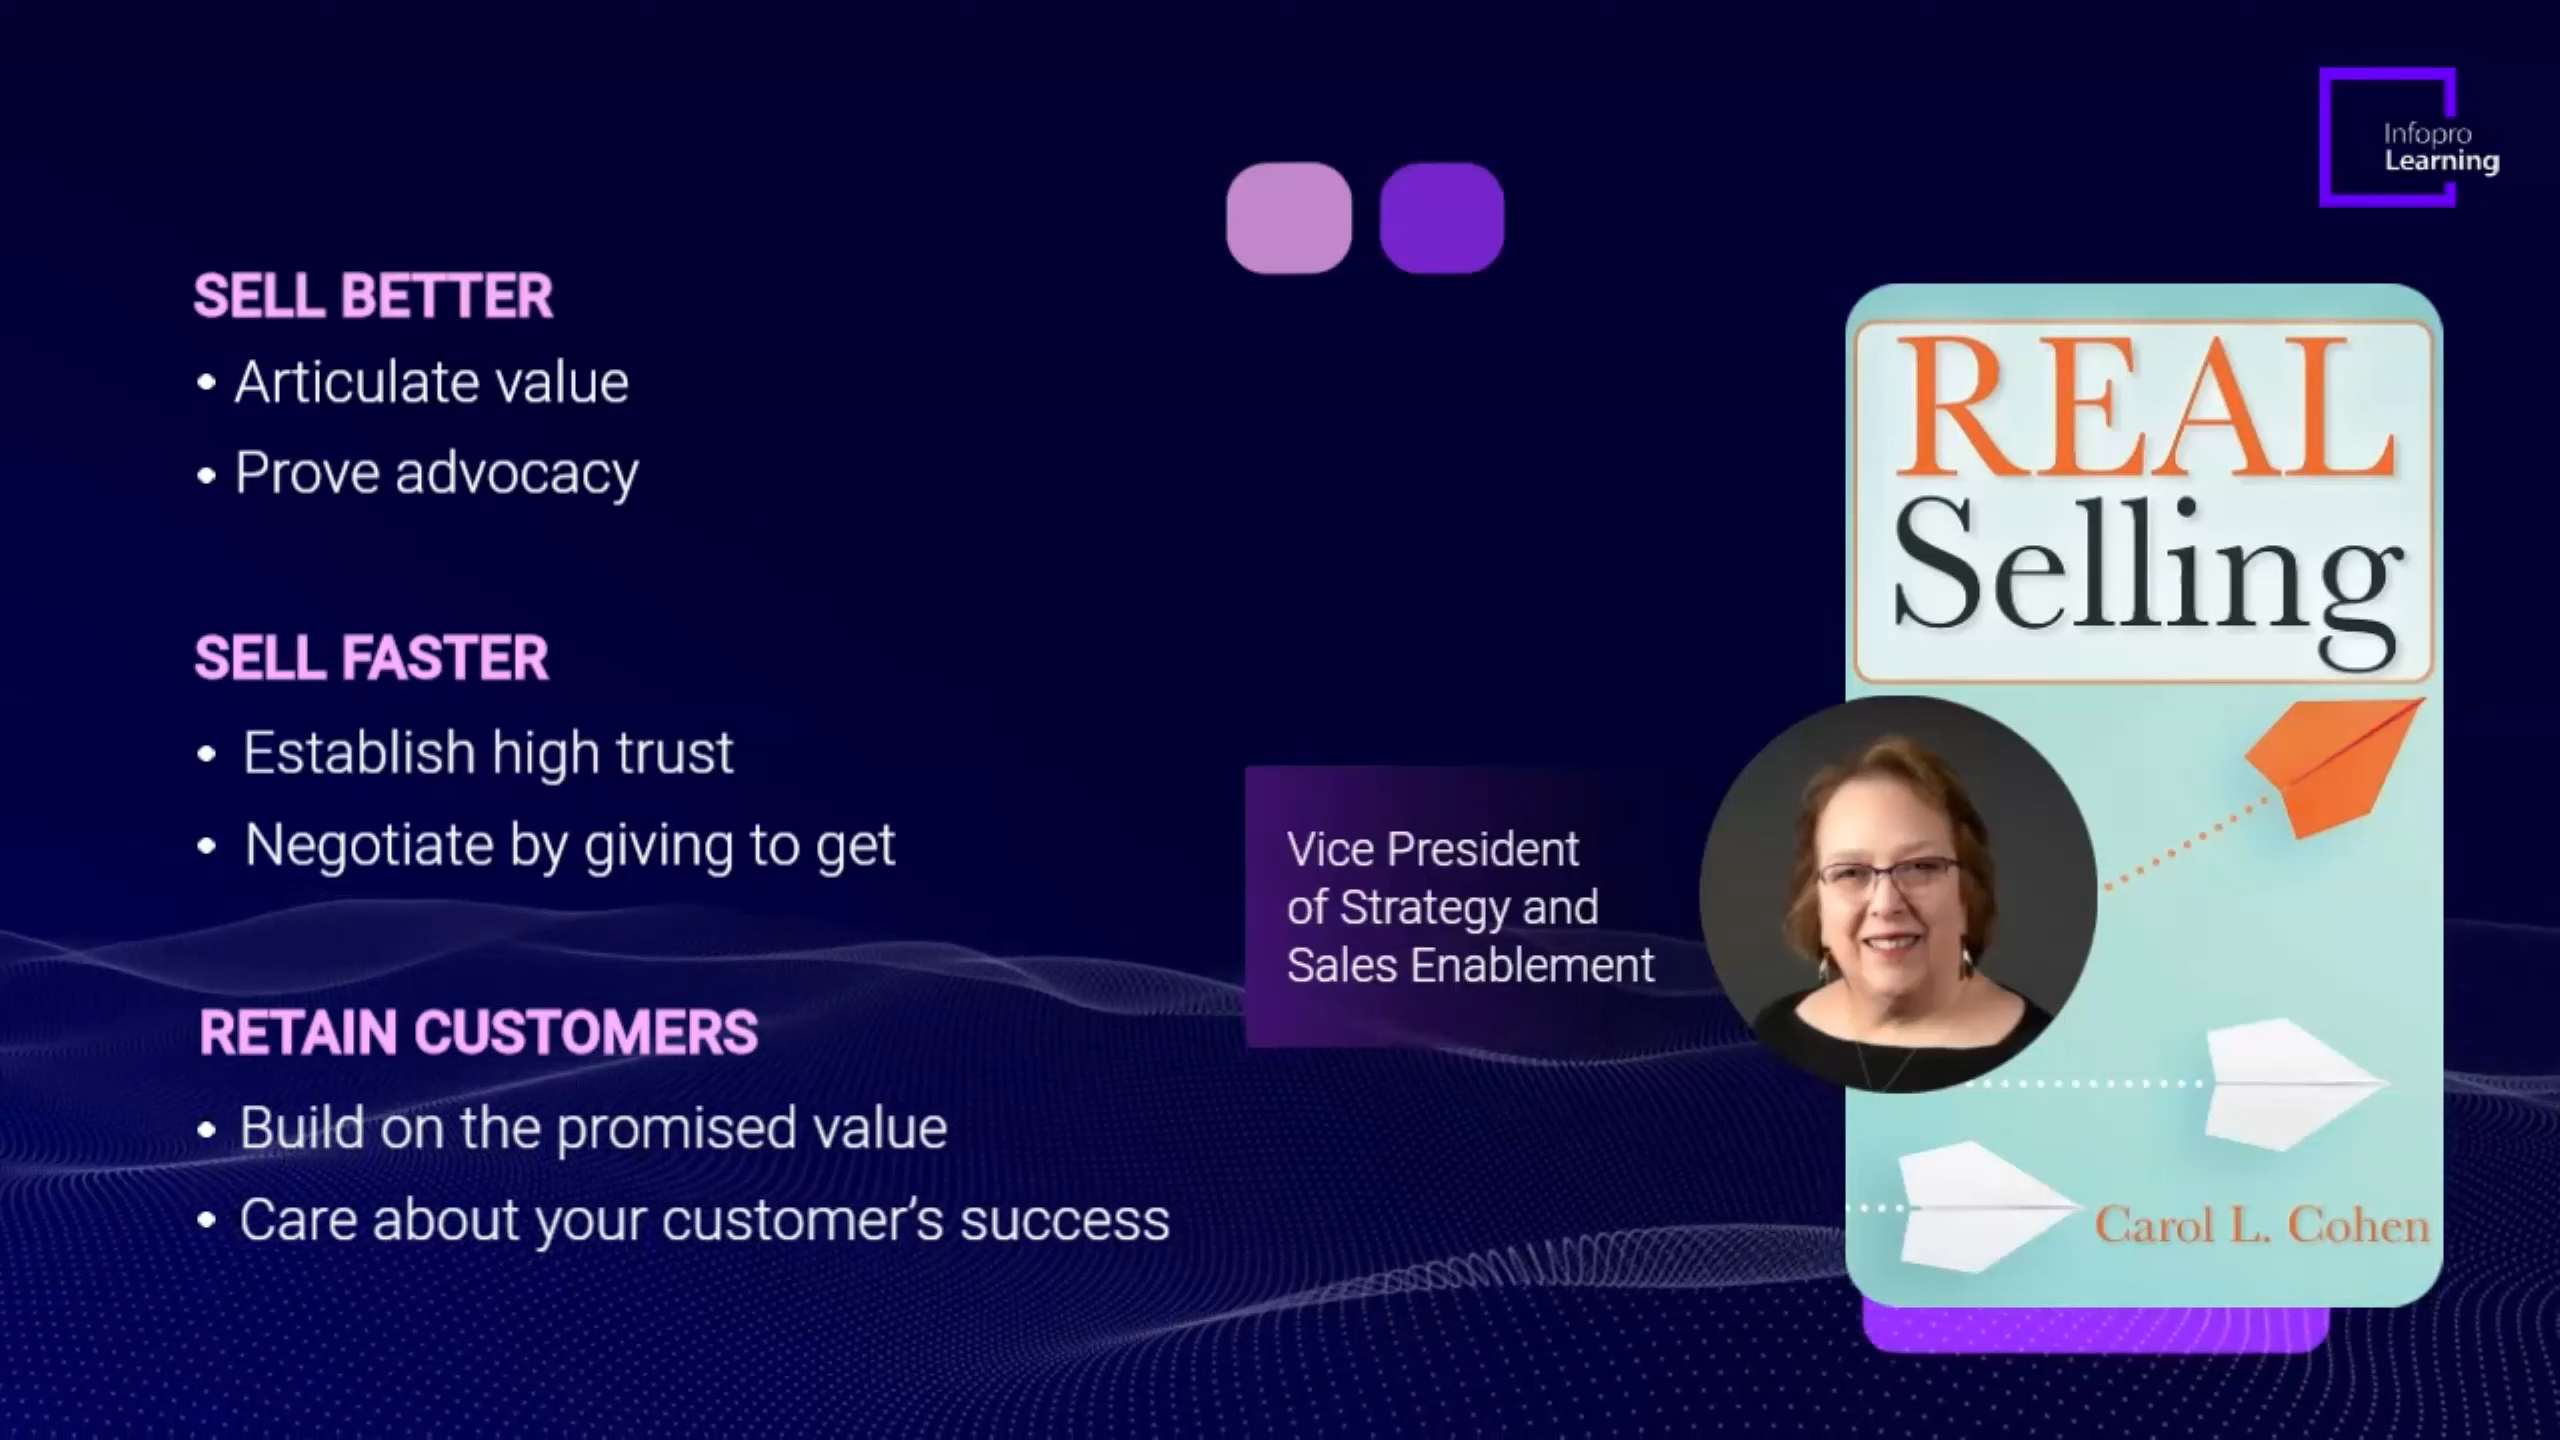 Infopro
Learning
SELL BETTER
• Articulate value
• Prove advocacy
SELL FASTER
• Establish high trust
• Negotiate by giving to get
RETAIN CUSTOMERS
• Build on the promised value
• Care about your customer’s success
Vice President
of Strategy and
Sales Enablement
REAL
Selling
Carol L. Cohen